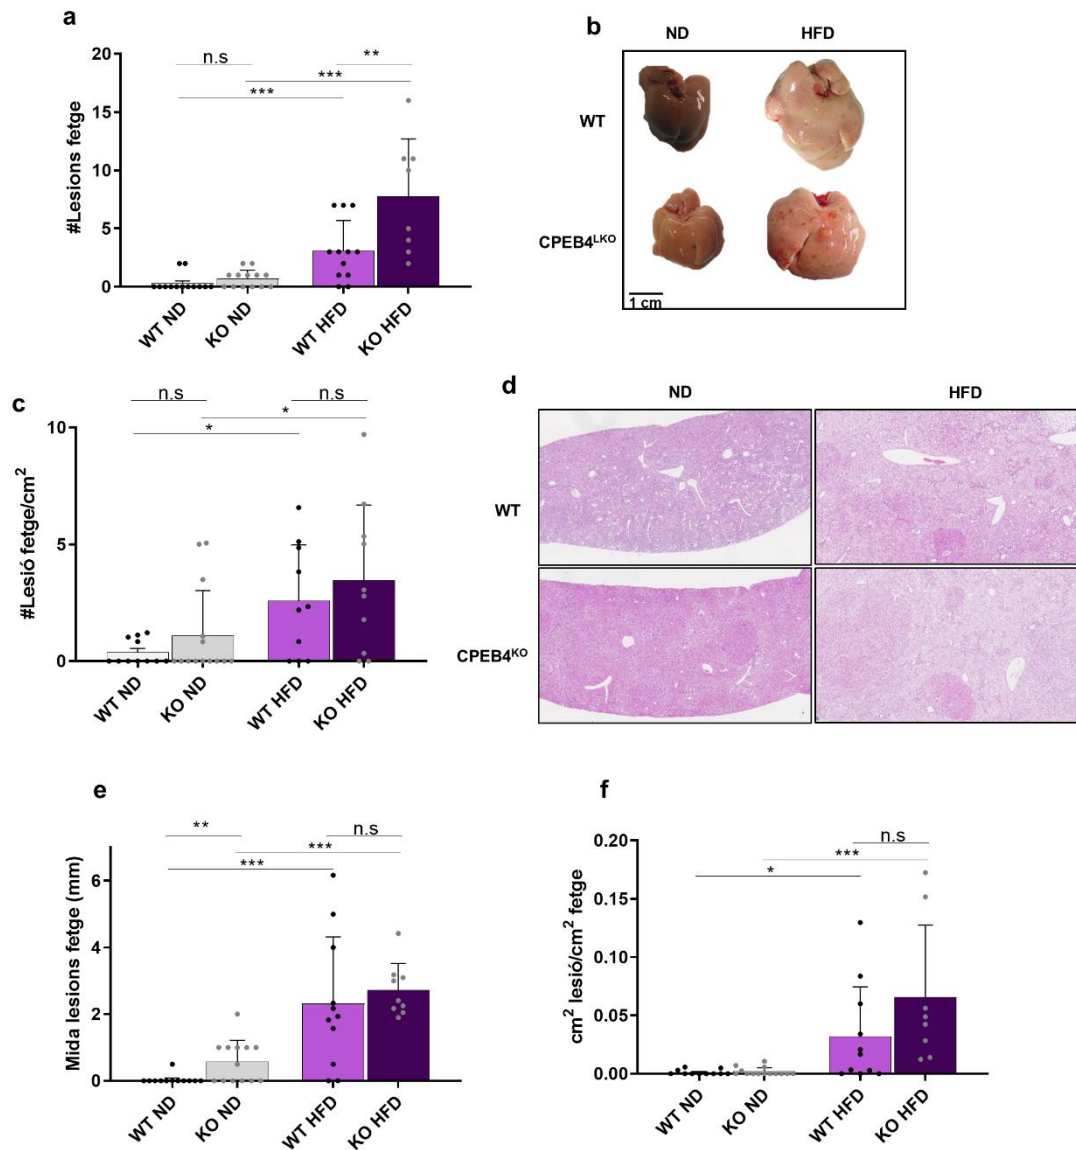 a
#Lesions fetge
20
15
10
5
0
n.s
**
***
***
WT ND
KO ND
WT HFD
KO HFD
b
ND
HFD
WT
CPEB4LKO
1 cm
c
#Lesió fetge/cm2
10
5
0
n.s
n.s
*
*
WT ND
KO ND
WT HFD
KO HFD
d
ND
HFD
WT
CPEB4KO
e
Mida lesions fetge (mm)
6
4
2
0
**
n.s
***
***
WT ND
KO ND
WT HFD
KO HFD
f
cm2 lesió/cm2 fetge
0.20
0.15
0.10
0.05
0.00
n.s
***
*
WT ND
KO ND
WT HFD
KO HFD